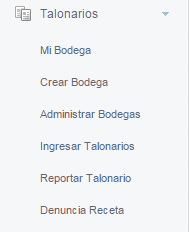 Talonarios
Mi Bodega
Crear Bodega
Administrar Bodegas
Ingresar Talonarios
Reportar Talonario
Denuncia Receta